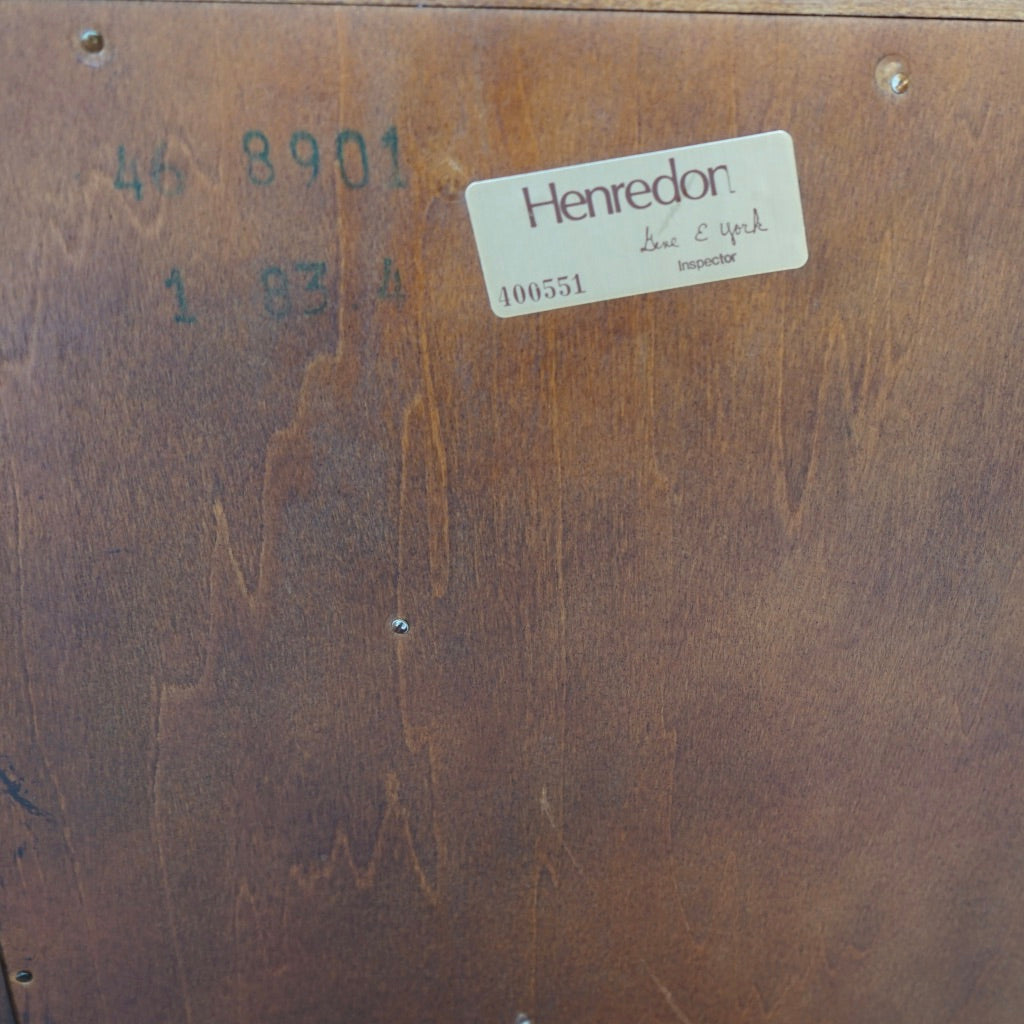 46 8901
1 83 4
Henredon
Gene E York
Inspector
400551